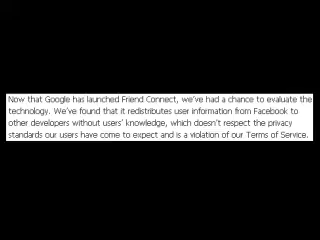 Now that Google has launched Friend Connect, we've had a chance to evaluate the
technology. We've found that it redistributes user information from Facebook to
other developers without users' knowledge, which doesn't respect the privacy
standards our users have come to expect and is a violation of our Terms of Service.